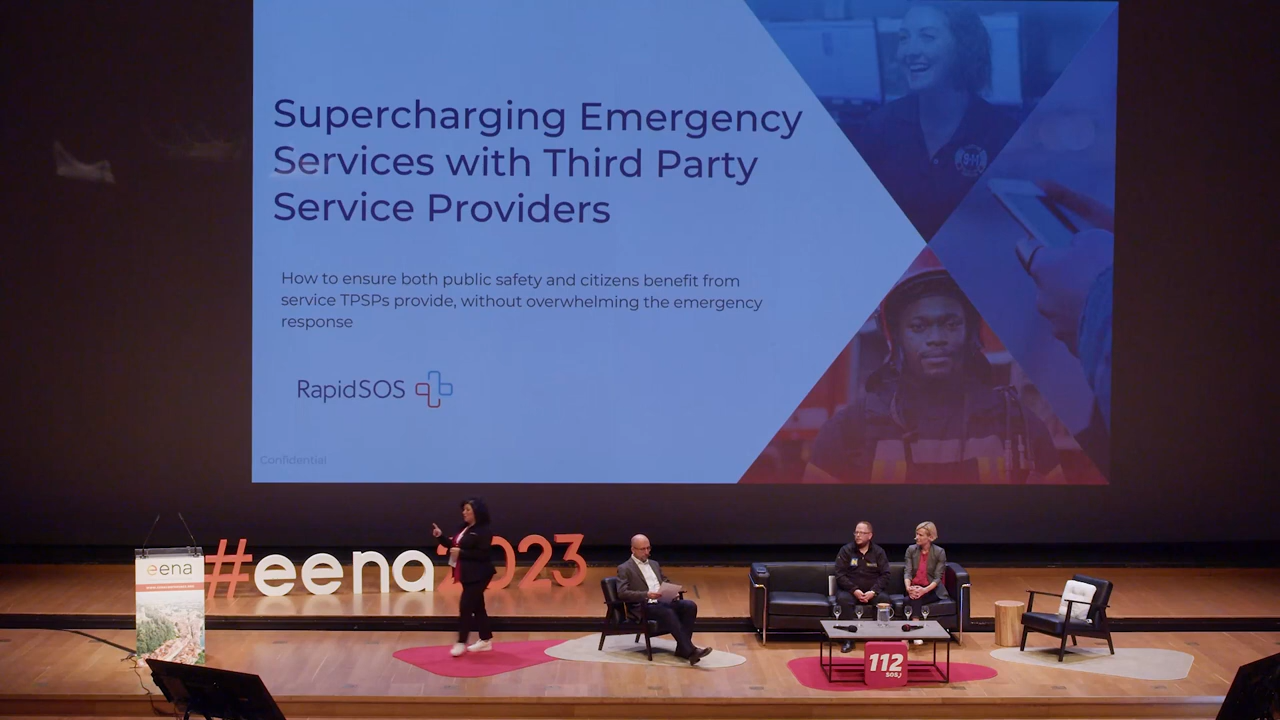 Supercharging Emergency
Services with Third Party
Service Providers
How to ensure both public safety and citizens benefit from
service TPSPs provide, without overwhelming the emergency
response
RapidSOS
Confidential
eena
#eena2023
112
SOS